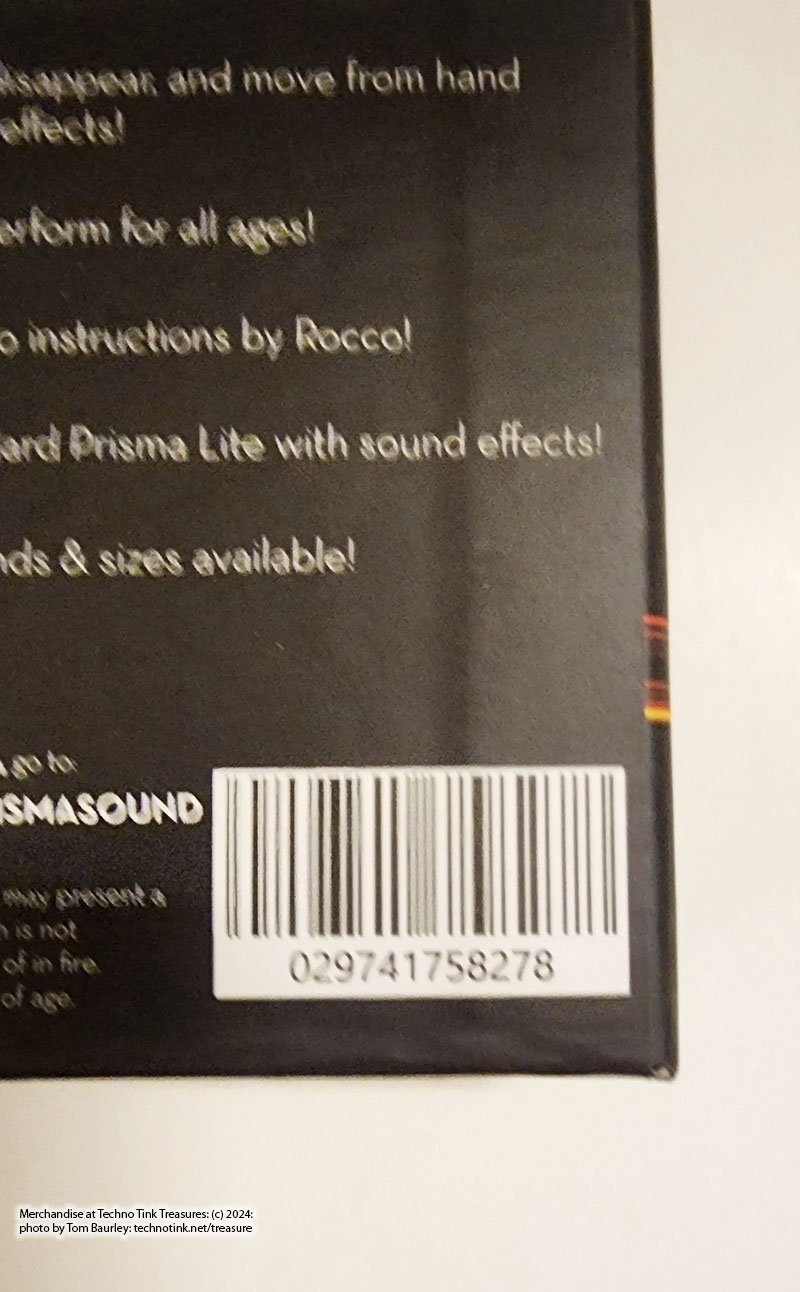 disappear, and move from hand
effects!
erform for all ages!
o instructions by Rocco!
ard Prisma Lite with sound effects!
nds & sizes available!
go to:
ISMASOUND
may present a
n is not
of in fire.
of age.
029741758278
Merchandise at Techno Tink Treasures: (c) 2024:
photo by Tom Baurley: technotink.net/treasure